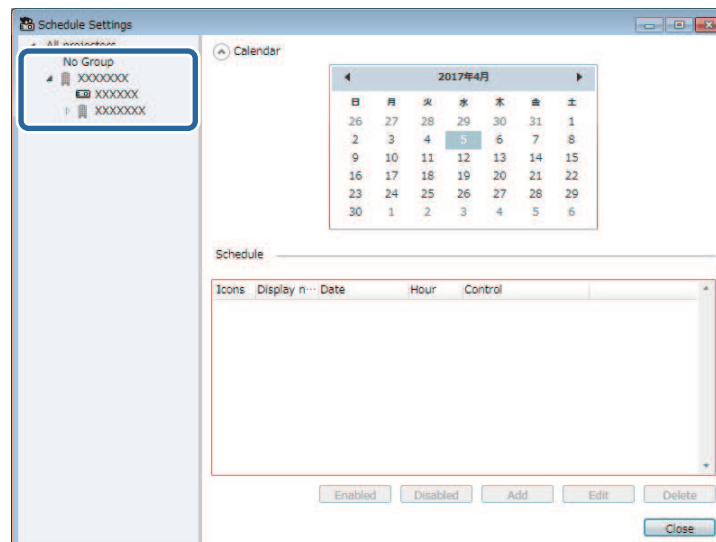 Schedule Settings
All projectors
No Group
XXXXXXX
XXXXXX
XXXXXXX
Calendar
2017年4月
日 月 火 水 木 金 土
26 27 28 29 30 31 1
2 3 4 5 6 7 8
9 10 11 12 13 14 15
16 17 18 19 20 21 22
23 24 25 26 27 28 29
30 1 2 3 4 5 6
Schedule
Icons Display n··· Date Hour Control
Enabled Disabled Add Edit Delete
Close